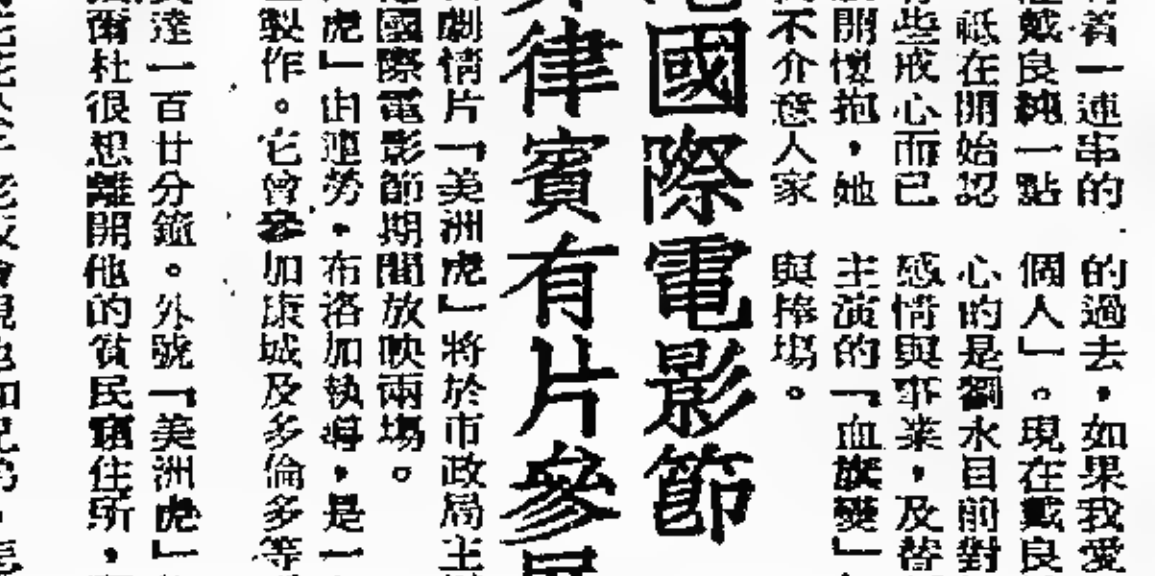 着一連串的
戴良純一點
祗在開始認
些戒心而已
開懷抱，她
不介意人家
的過去，如果我愛
個人」。現在戴良
心的是劉水目前對
感情與事業，及替
主演的「血族變」
與捧場。
國際電影節
律賓有片參展
劇情片「美洲虎」將於市政局主
國際電影節期間放映兩場。
虎」由連勞，布洛加執導，是一
製作。它曾參加康城及多倫多等
達一百廿分鐘。外號「美洲虎」
爾杜很想離開他的貧民窟住所，